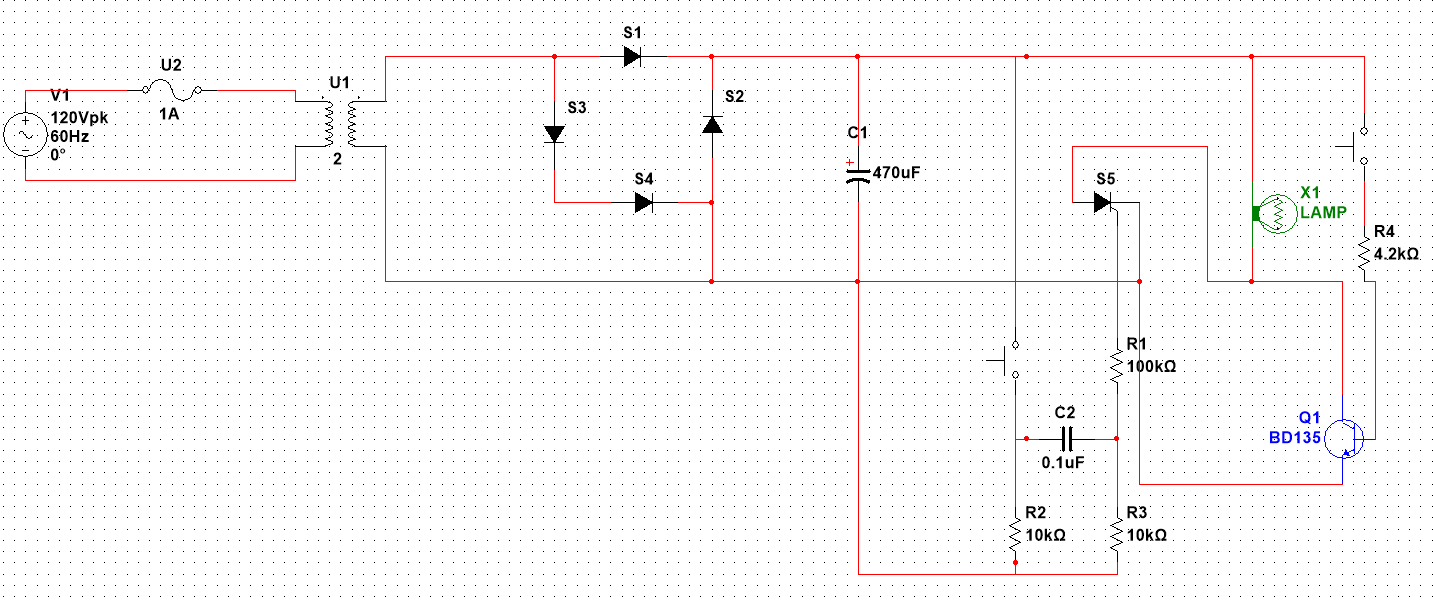 S1
U2
1A
V1
120Vpk
60Hz
0°
U1
2
S3
S2
S4
C1
+
470uF
S5
X1
LAMP
R4
4.2kΩ
R1
100kΩ
C2
0.1uF
Q1
BD135
R2
10kΩ
R3
10kΩ